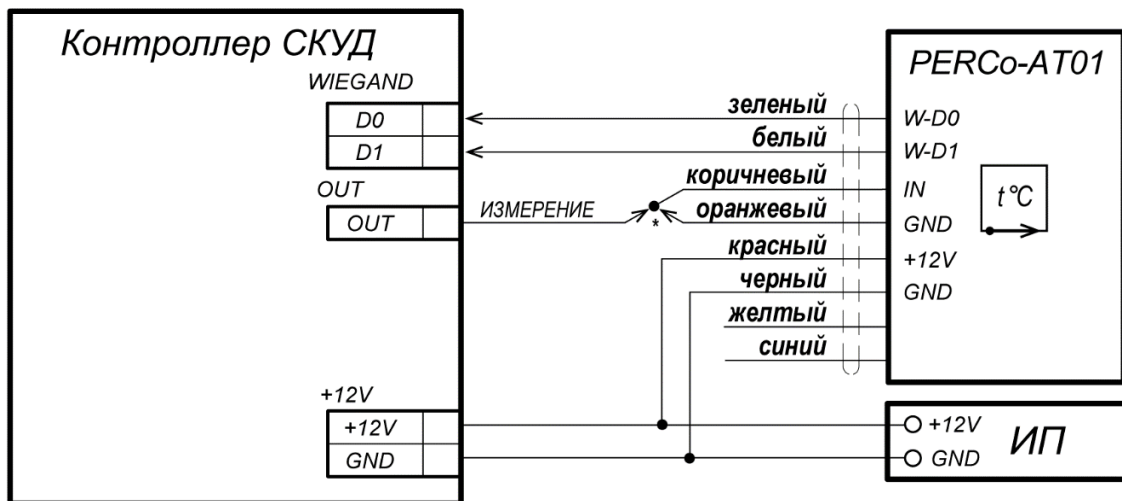 Контроллер СКУД
WIEGAND
D0
D1
OUT
OUT
ИЗМЕРЕНИЕ
*
+12V
+12V
GND
зеленый
белый
коричневый
оранжевый
красный
черный
желтый
синий
PERCo-AT01
W-D0
W-D1
IN
GND
+12V
GND
t°C
+12V
GND
ИП